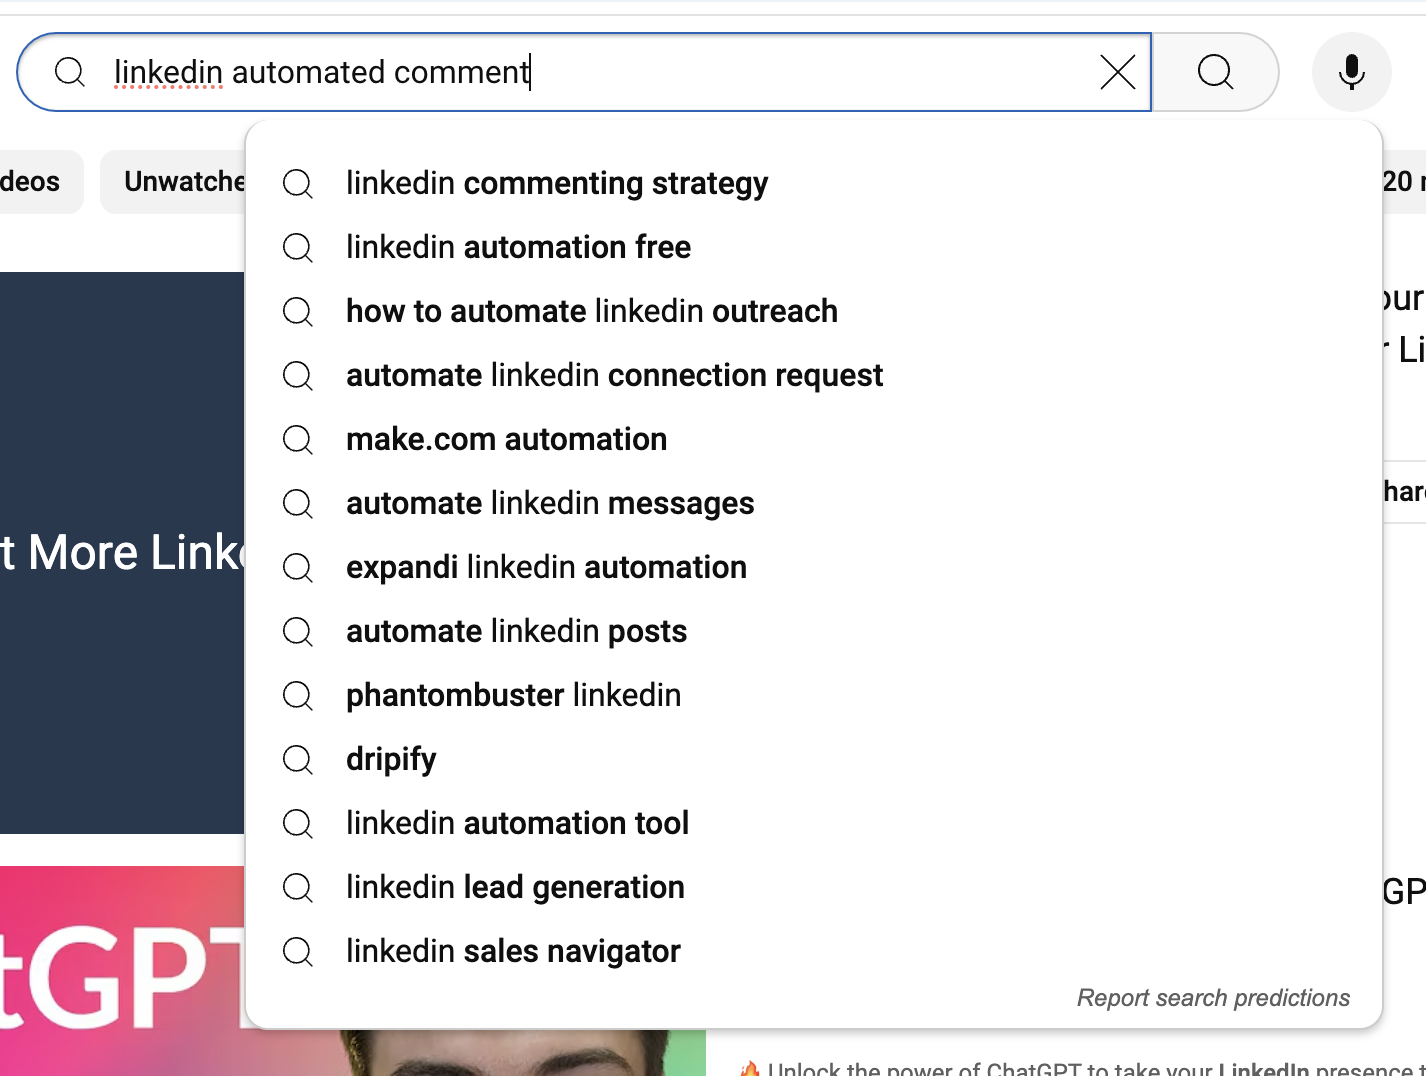 linkedin automated comment
deos
Unwatche
20
linkedin commenting strategy
linkedin automation free
how to automate linkedin outreach
our
r Li
automate linkedin connection request
make.com automation
automate linkedin messages
har
t More Link
expandi linkedin automation
automate linkedin posts
phantombuster linkedin
dripify
linkedin automation tool
linkedin lead generation
GP
linkedin sales navigator
tGPT
Report search predictions
🔥 Unlock the power of ChatGPT to take your LinkedIn presence